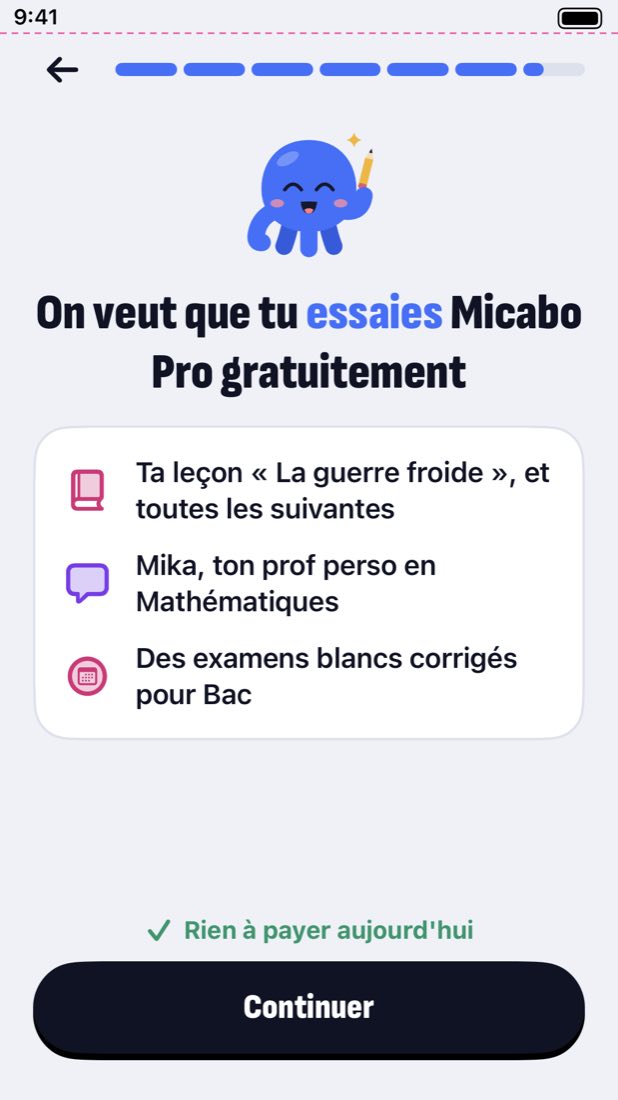 9:41
On veut que tu essaies Micabo
Pro gratuitement
Ta leçon « La guerre froide », et
toutes les suivantes
Mika, ton prof perso en
Mathématiques
Des examens blancs corrigés
pour Bac
Rien à payer aujourd'hui
Continuer